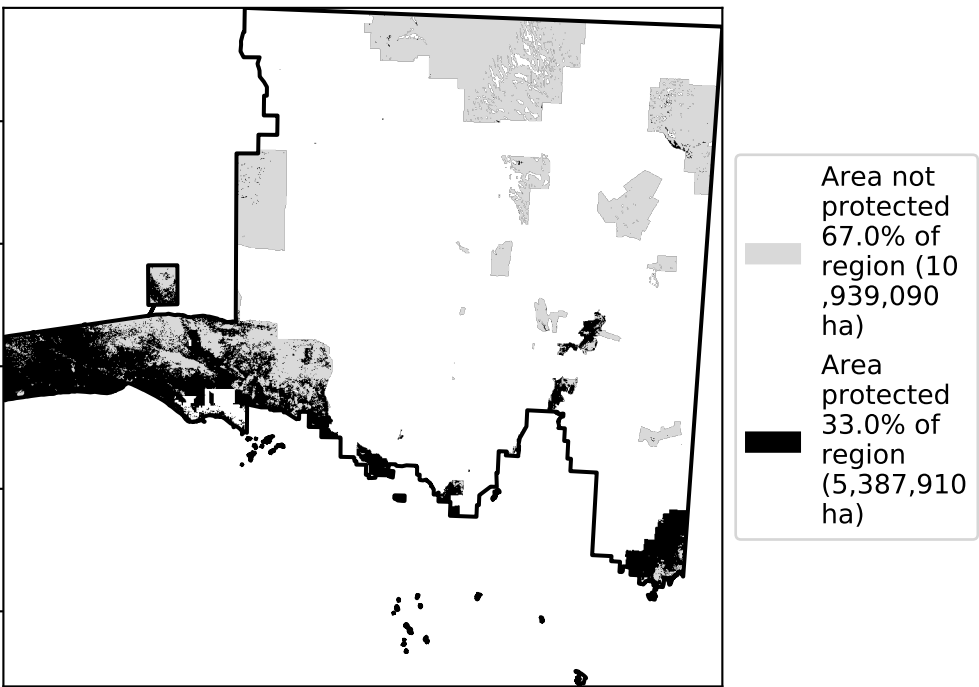 Area not
protected
67.0% of
region (10
,939,090
ha)
Area
protected
33.0% of
region
(5,387,910
ha)